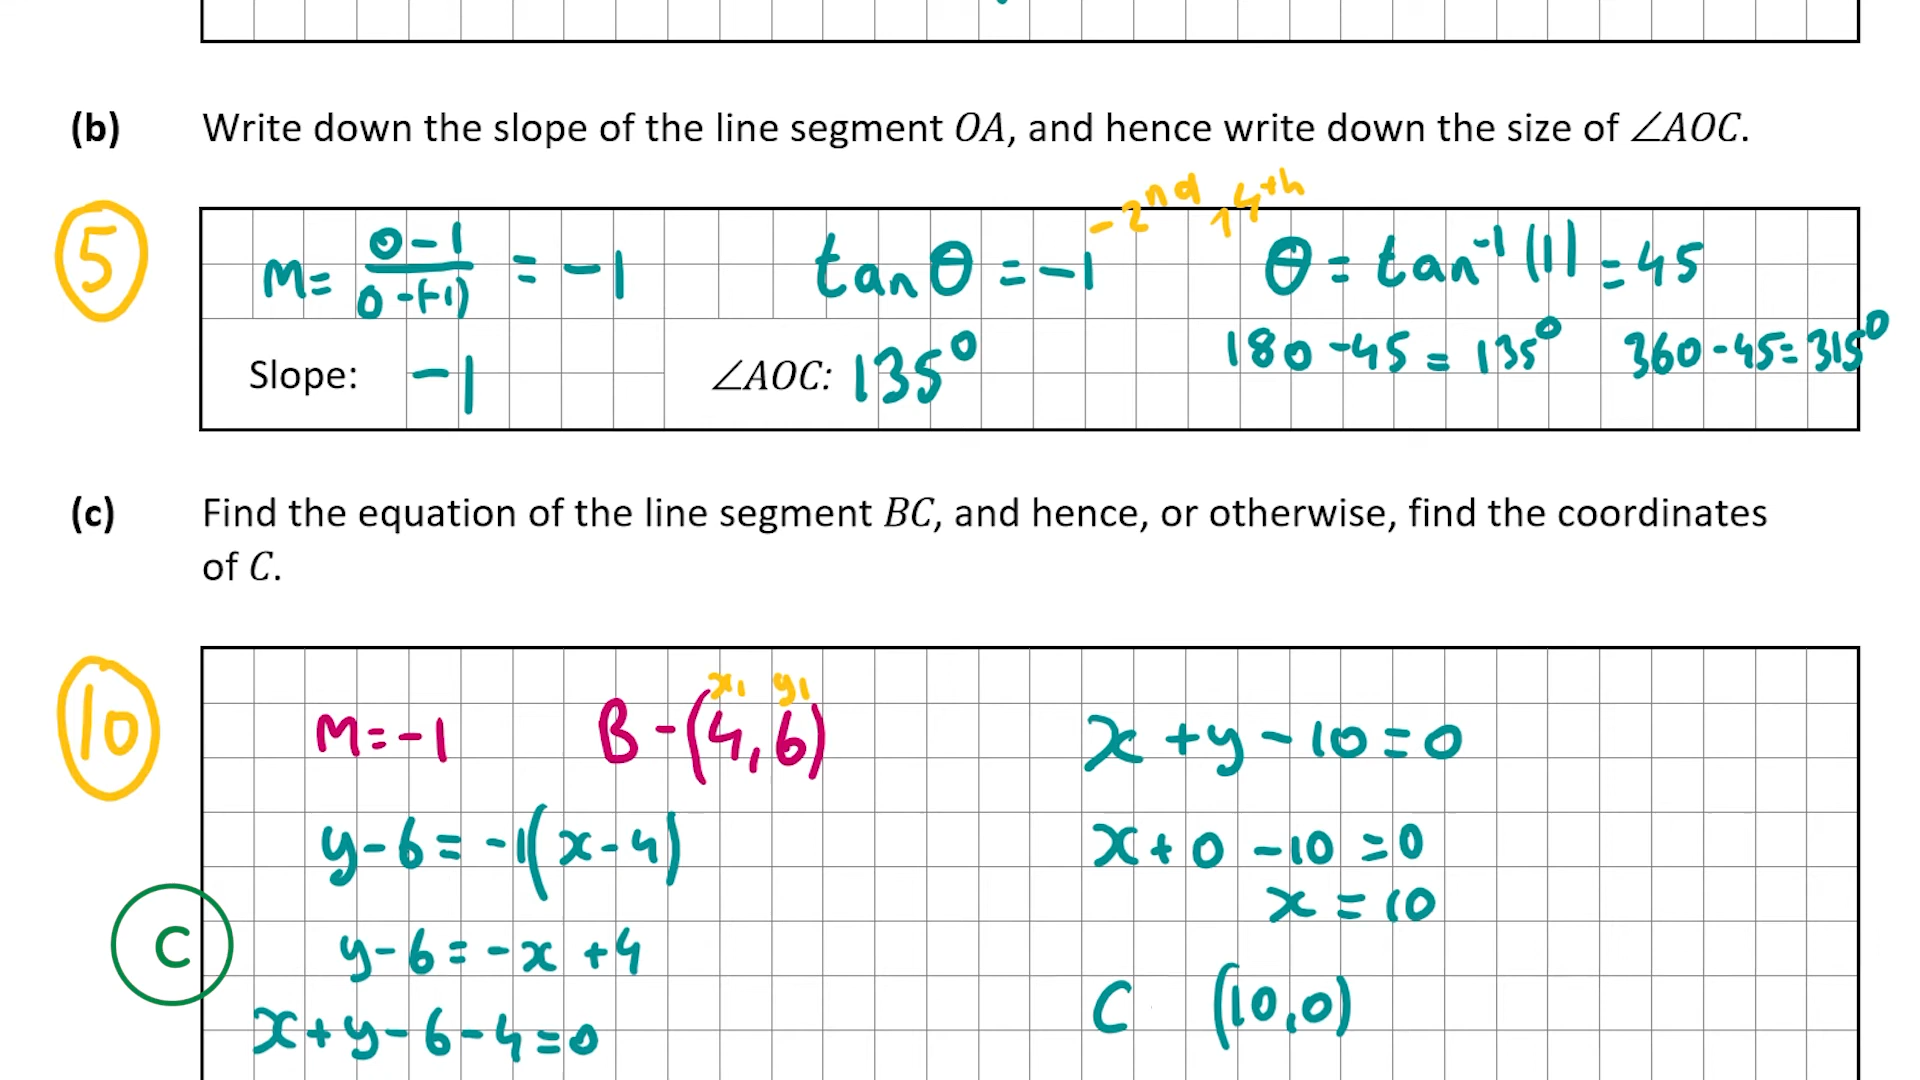 (b) Write down the slope of the line segment OA, and hence write down the size of ∠AOC.
-2nd, 4th
5
m = (0-1)/(0-(-1)) = -1 tanθ = -1 θ = tan⁻¹(1) = 45
180-45 = 135° 360-45 = 315°
Slope: -1 ∠AOC: 135°
(c) Find the equation of the line segment BC, and hence, or otherwise, find the coordinates
of C.
10
x₁ y₁
m = -1 B - (4,6) x + y - 10 = 0
y-6 = -1(x-4) x + 0 - 10 = 0
x = 10
C
y-6 = -x + 4
C (10,0)
x + y - 6 - 4 = 0